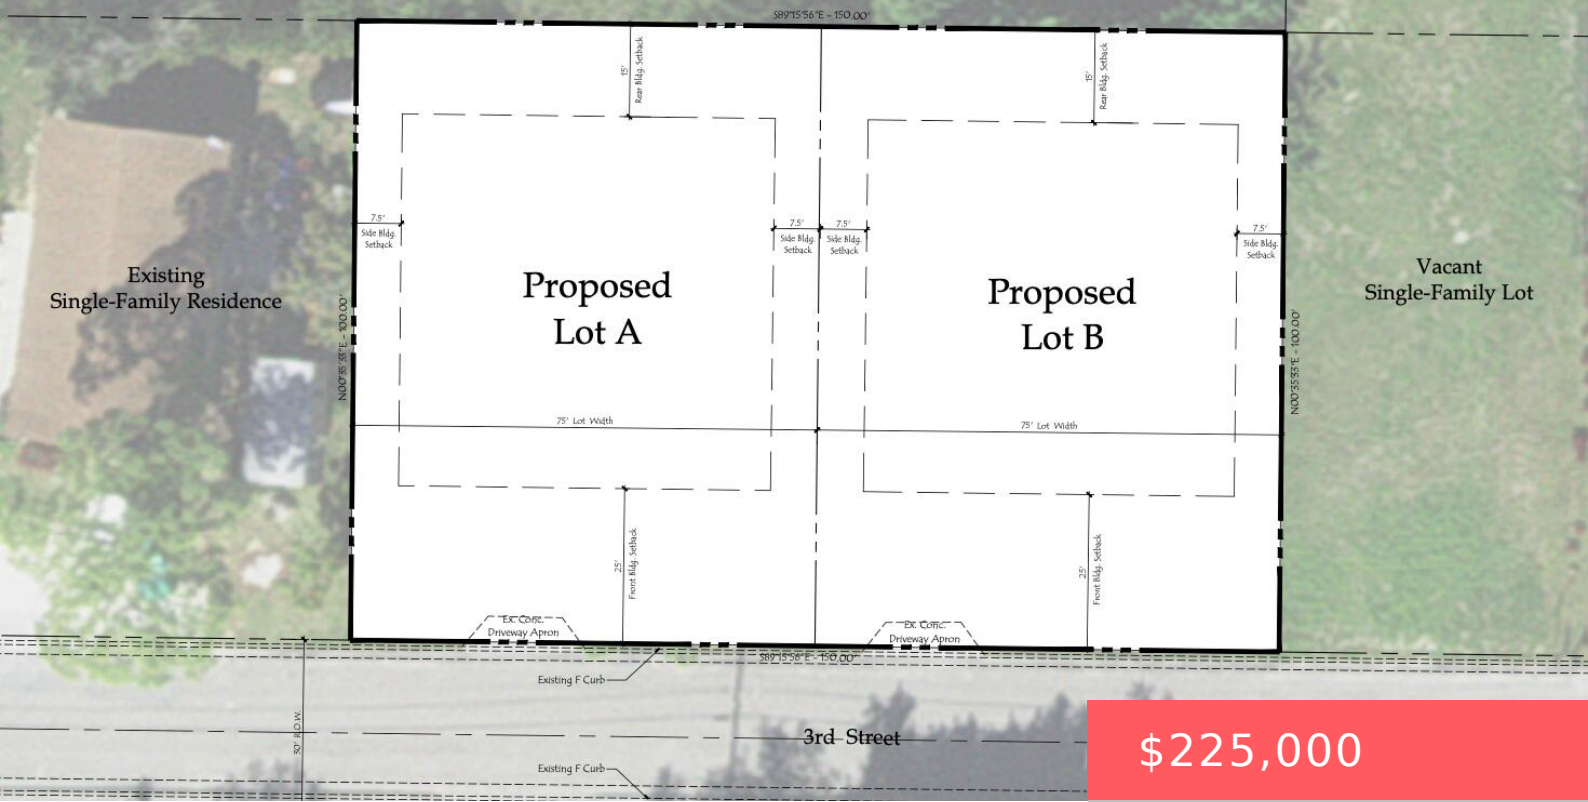 S89°15'56"E - 150.00'
15'
Rear Bldg. Setback
15'
Rear Bldg. Setback
7.5'
Side Bldg.
Setback
7.5'
Side Bldg.
Setback
7.5'
Side Bldg.
Setback
7.5'
Side Bldg.
Setback
Existing
Single-Family Residence
Proposed
Lot A
Proposed
Lot B
Vacant
Single-Family Lot
N00°35'33"E - 100.00'
N00°35'33"E - 100.00'
75' Lot Width
75' Lot Width
25'
Front Bldg. Setback
25'
Front Bldg. Setback
Ex. Conc.
Driveway Apron
Ex. Conc.
Driveway Apron
S89°15'56"E - 150.00'
Existing F Curb
50' R.O.W.
3rd Street
Existing F Curb
$225,000